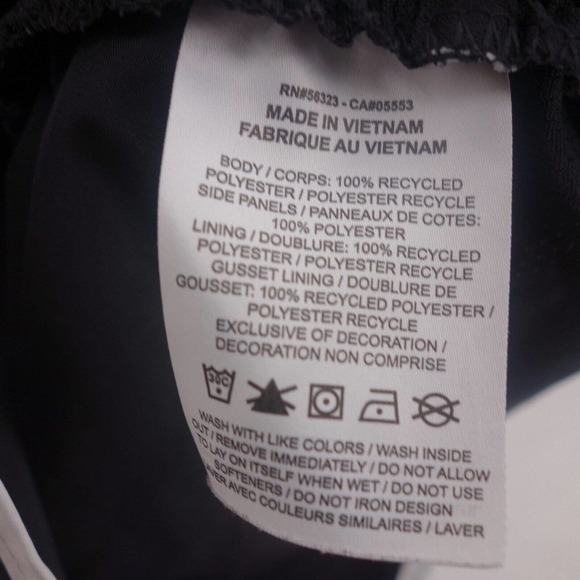 RN#56323 - CA#05553
MADE IN VIETNAM
FABRIQUE AU VIETNAM
BODY / CORPS: 100% RECYCLED
POLYESTER / POLYESTER RECYCLE
SIDE PANELS / PANNEAUX DE COTES:
100% POLYESTER
LINING / DOUBLURE: 100% RECYCLED
POLYESTER / POLYESTER RECYCLE
GUSSET LINING / DOUBLURE DE
GOUSSET: 100% RECYCLED POLYESTER /
POLYESTER RECYCLE
EXCLUSIVE OF DECORATION /
DECORATION NON COMPRISE
30C
WASH WITH LIKE COLORS / WASH INSIDE
OUT / REMOVE IMMEDIATELY / DO NOT ALLOW
TO LAY ON ITSELF WHEN WET / DO NOT USE
SOFTENERS / DO NOT IRON DESIGN
LAVER AVEC COULEURS SIMILAIRES / LAVER